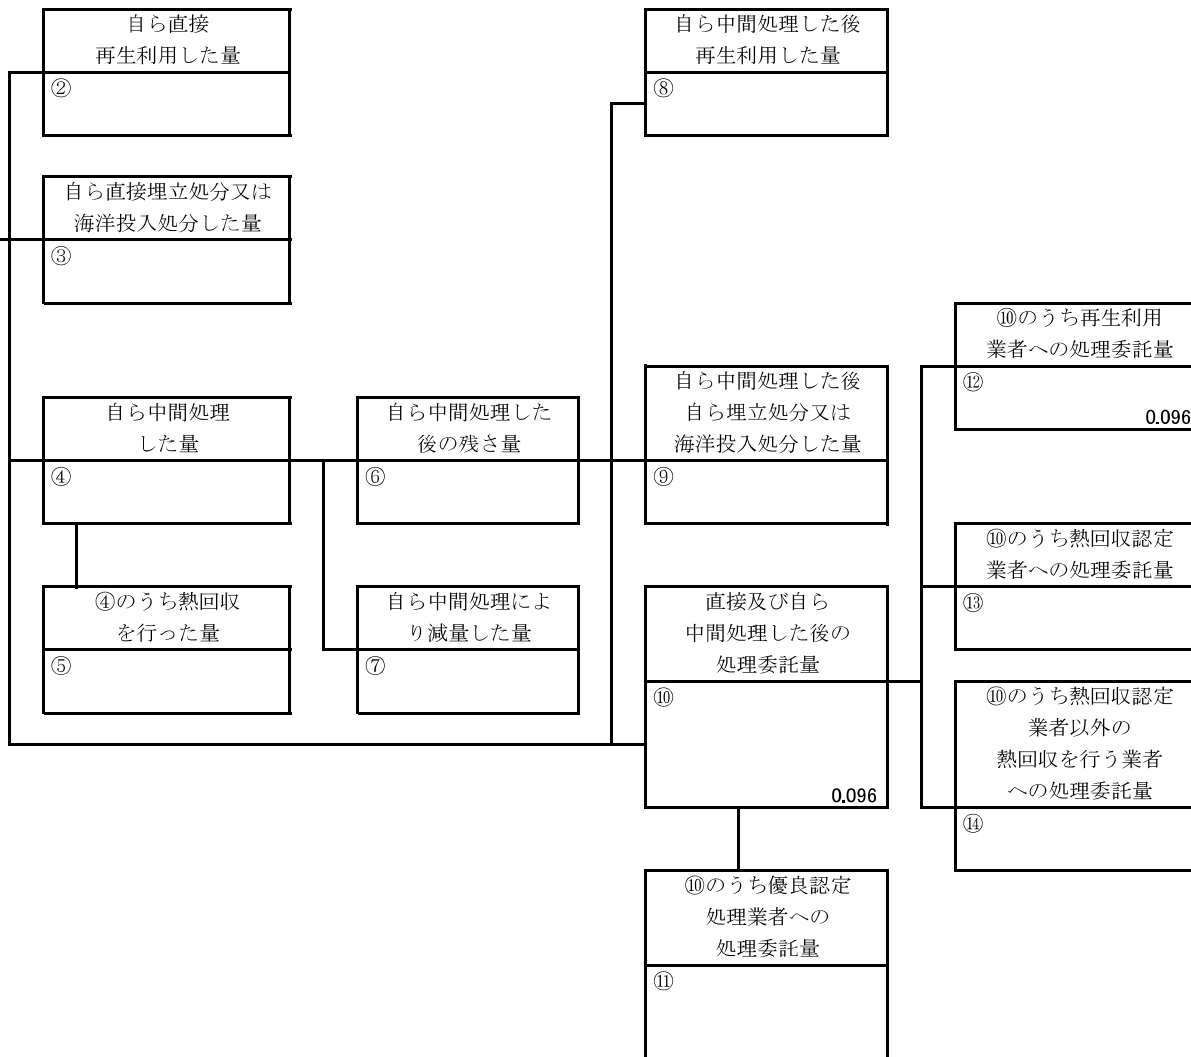 自ら直接
再生利用した量
②
自ら中間処理した後
再生利用した量
⑧
自ら直接埋立処分又は
海洋投入処分した量
③
⑩のうち再生利用
業者への処理委託量
⑫
0.096
自ら中間処理
した量
④
自ら中間処理した
後の残さ量
⑥
自ら中間処理した後
自ら埋立処分又は
海洋投入処分した量
⑨
⑩のうち熱回収認定
業者への処理委託量
⑬
④のうち熱回収
を行った量
⑤
自ら中間処理によ
り減量した量
⑦
直接及び自ら
中間処理した後の
処理委託量
⑩
0.096
⑩のうち熱回収認定
業者以外の
熱回収を行う業者
への処理委託量
⑭
⑩のうち優良認定
処理業者への
処理委託量
⑪